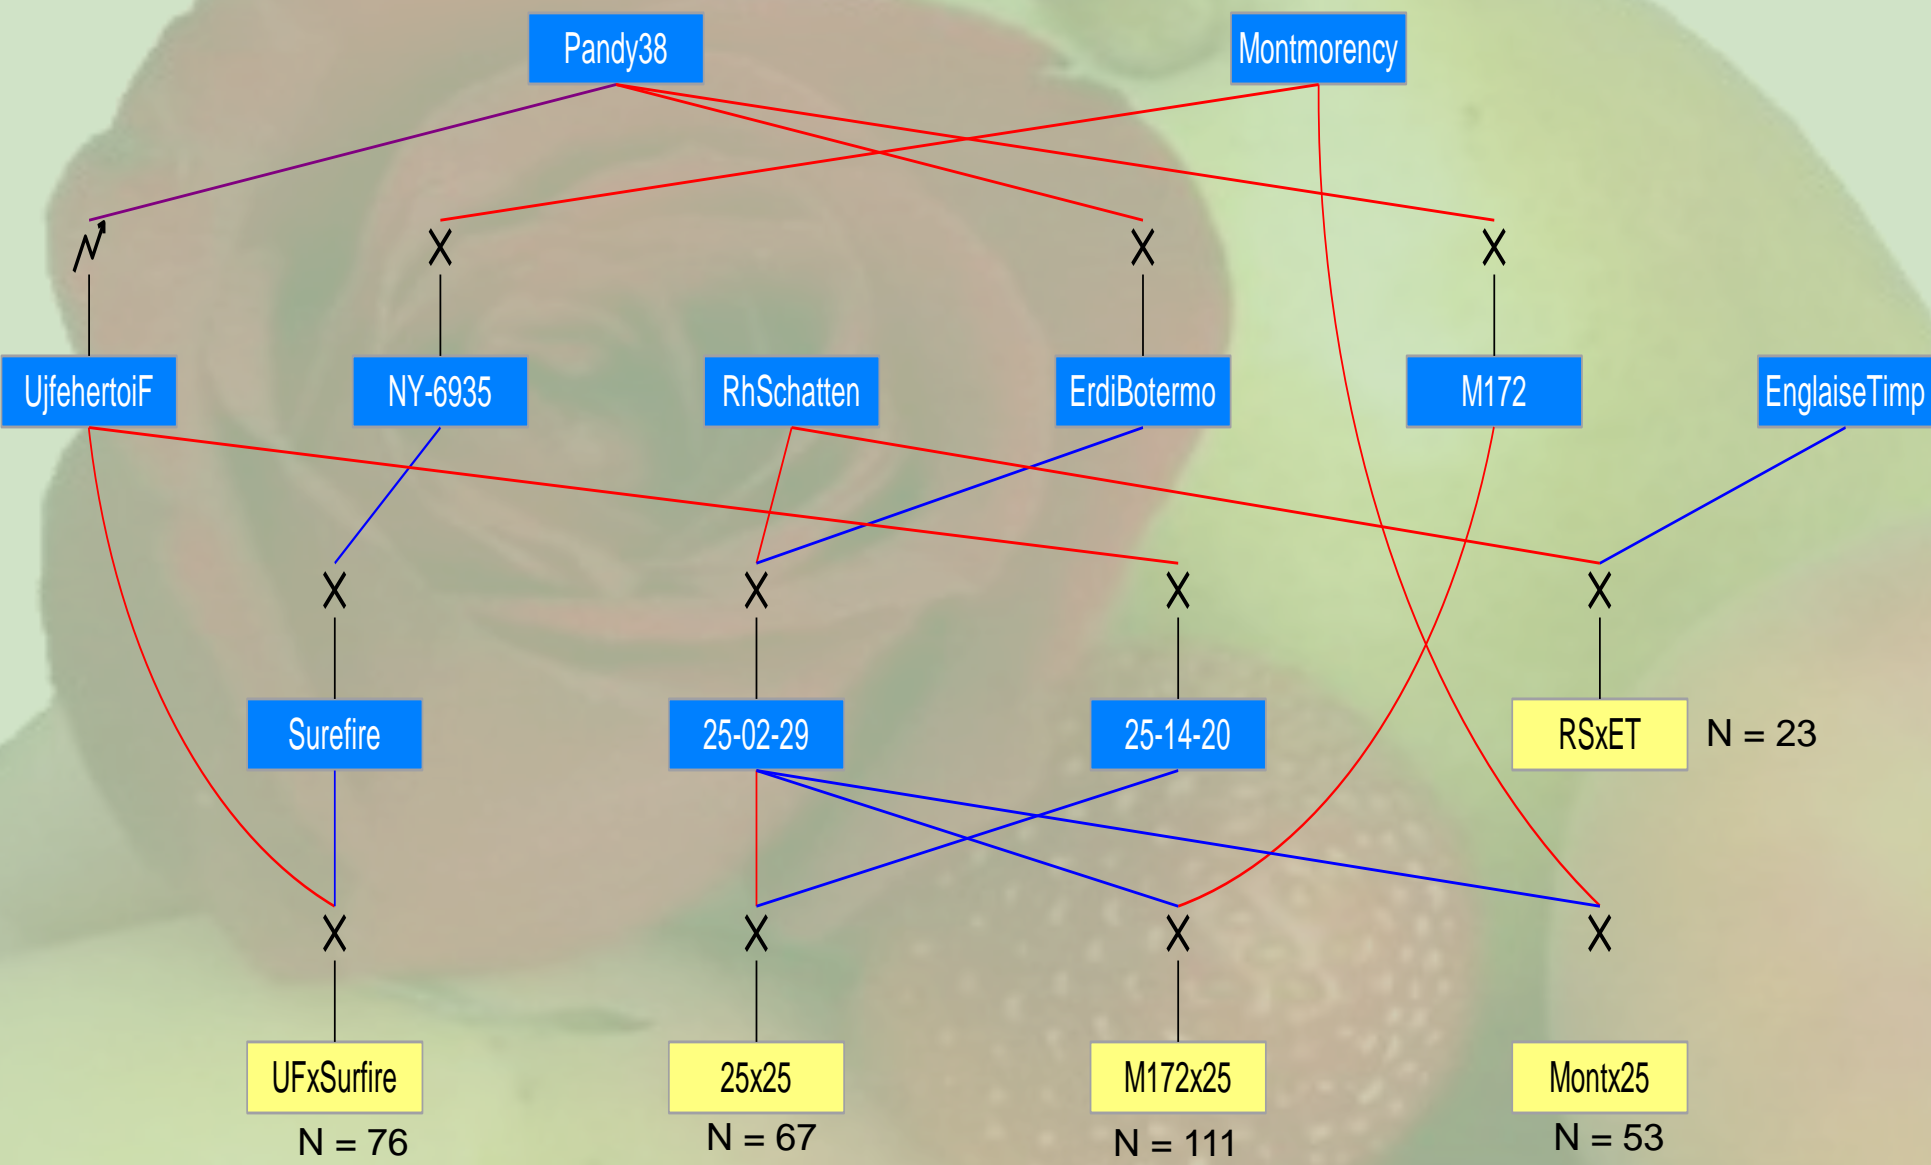 Pandy38
Montmorency
X
X
X
UjfehertoiF
NY-6935
RhSchatten
ErdiBotermo
M172
EnglaiseTimp
X
X
X
X
Surefire
25-02-29
25-14-20
RSxET
N = 23
X
X
X
X
UFxSurfire
25x25
M172x25
Montx25
N = 76
N = 67
N = 111
N = 53